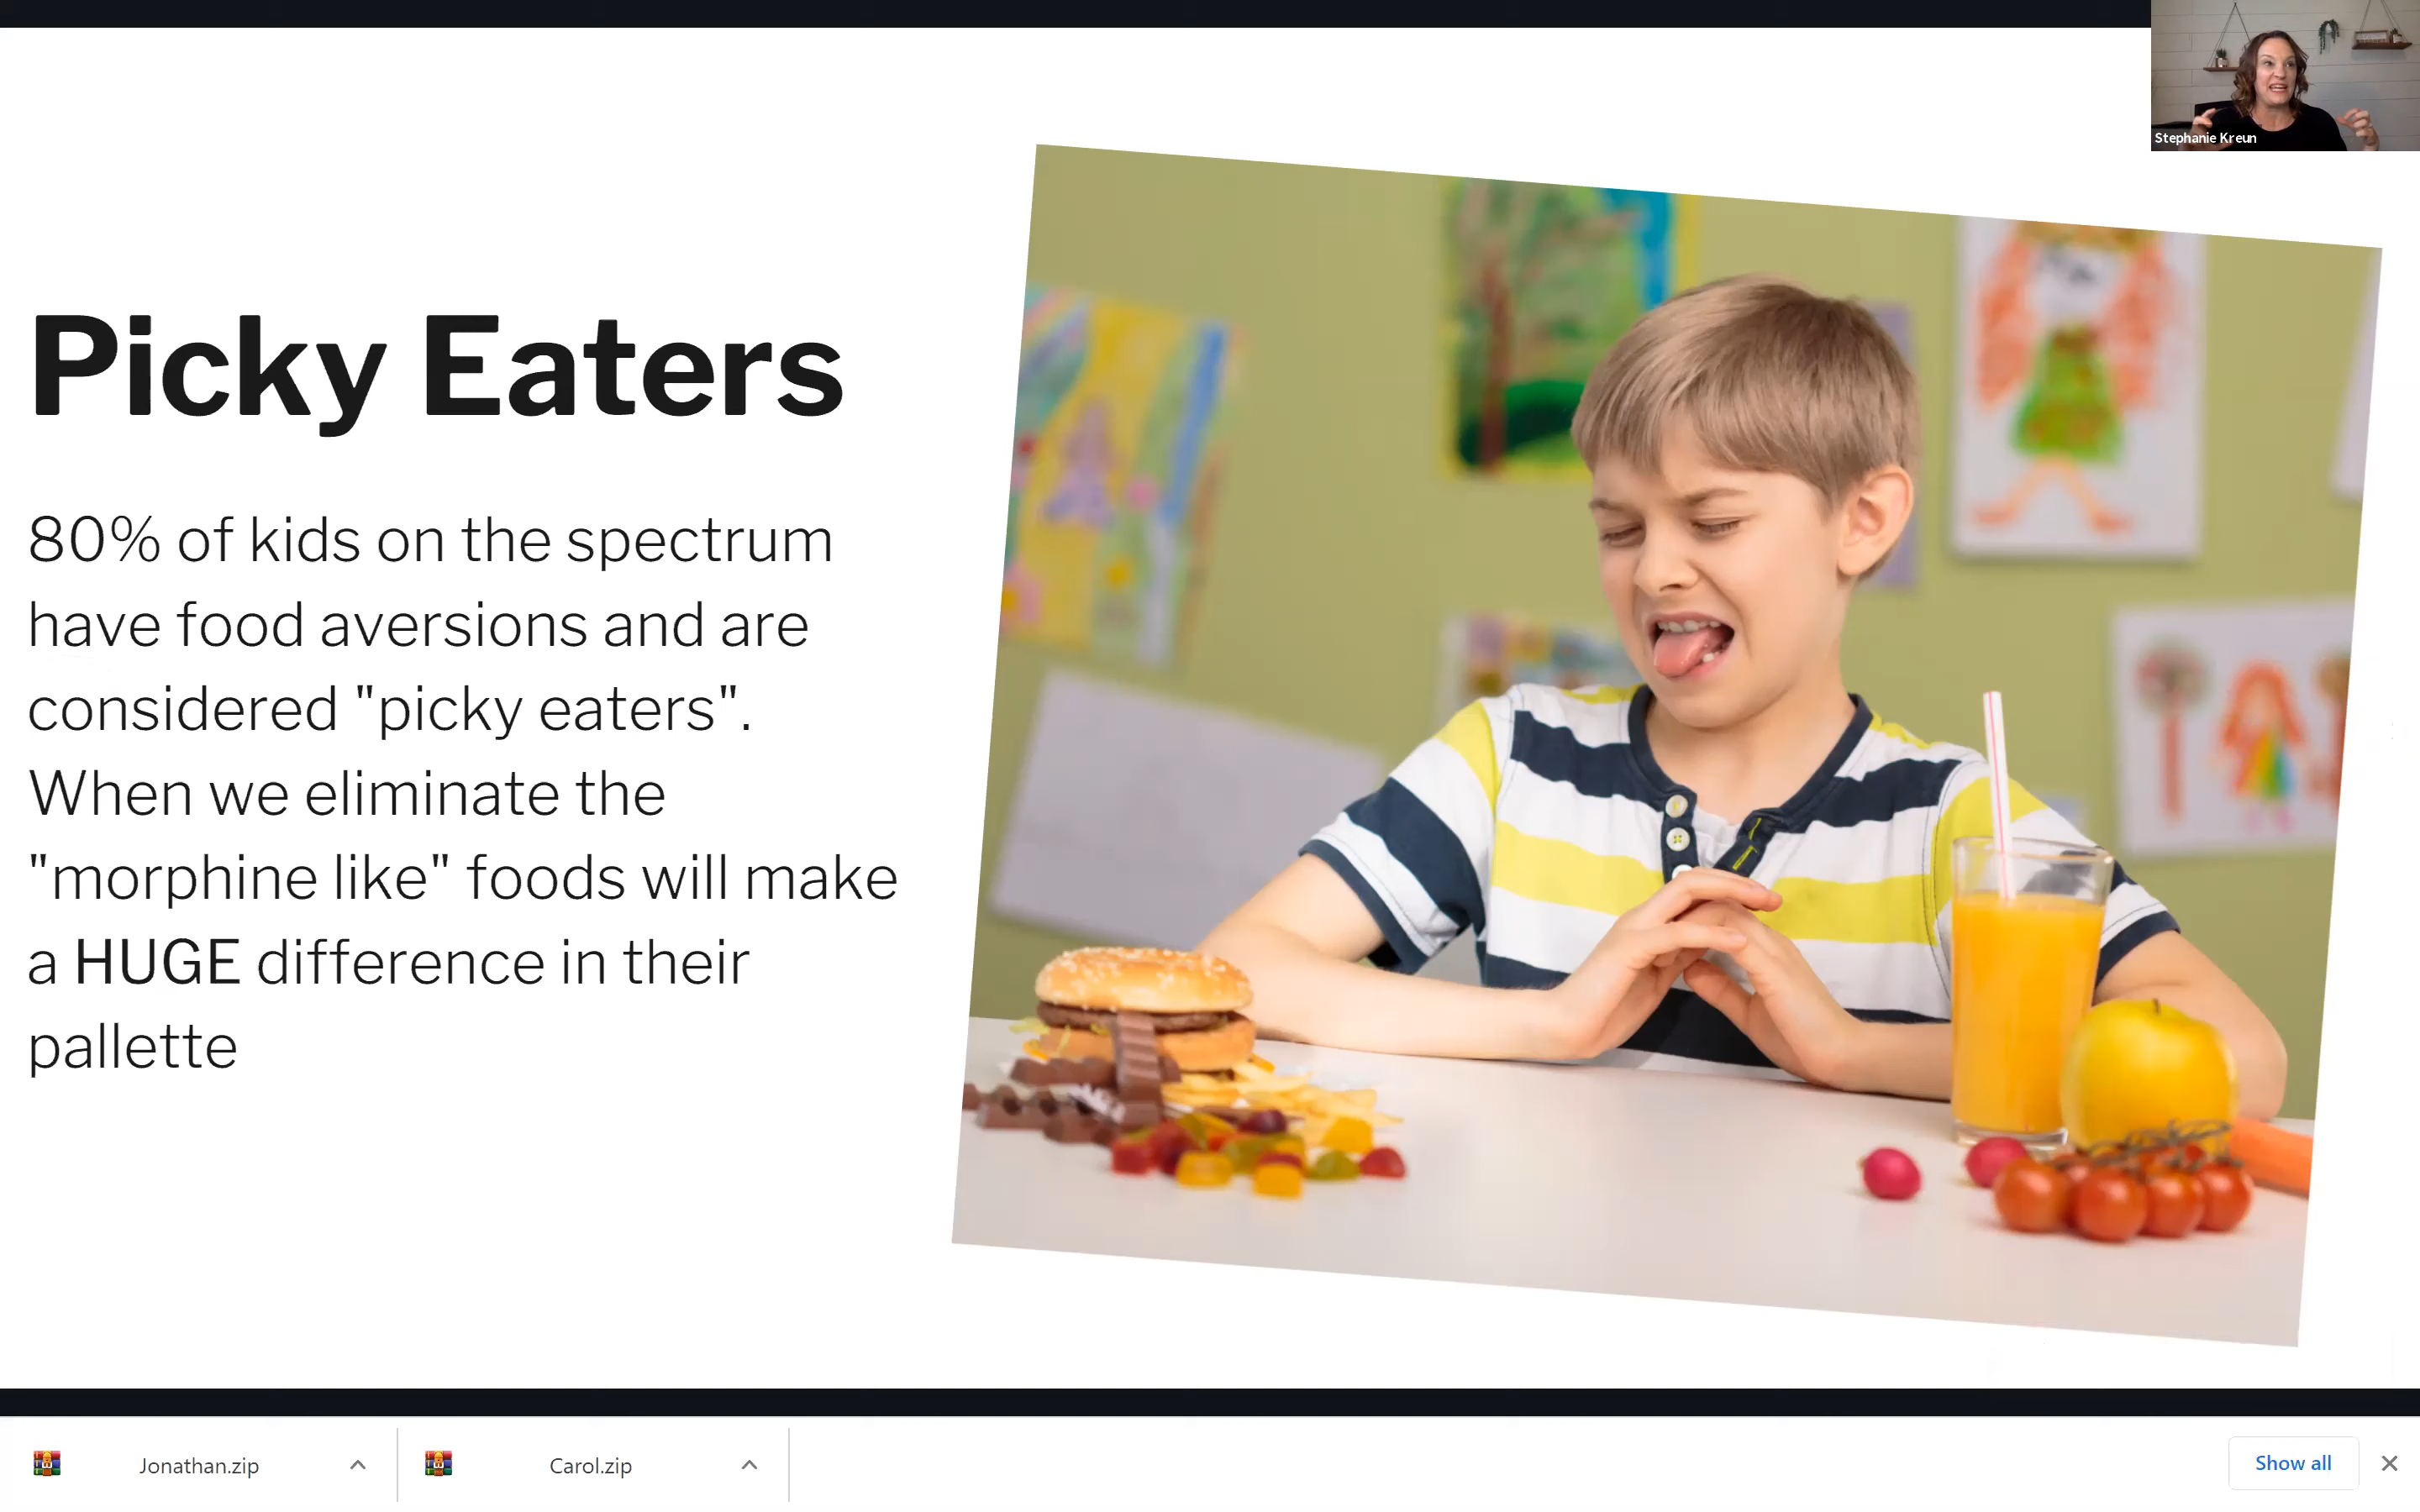 Stephanie Kreun
Picky Eaters
80% of kids on the spectrum
have food aversions and are
considered "picky eaters".
When we eliminate the
"morphine like" foods will make
a HUGE difference in their
pallette
Jonathan.zip
Carol.zip
Show all